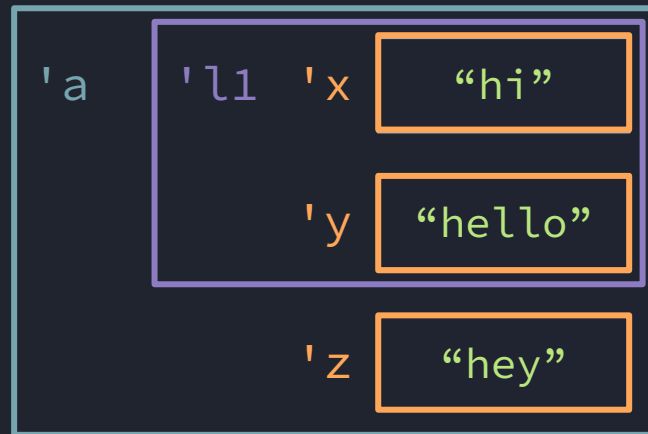 'a 'l1 'x “hi”
'y “hello”
'z “hey”